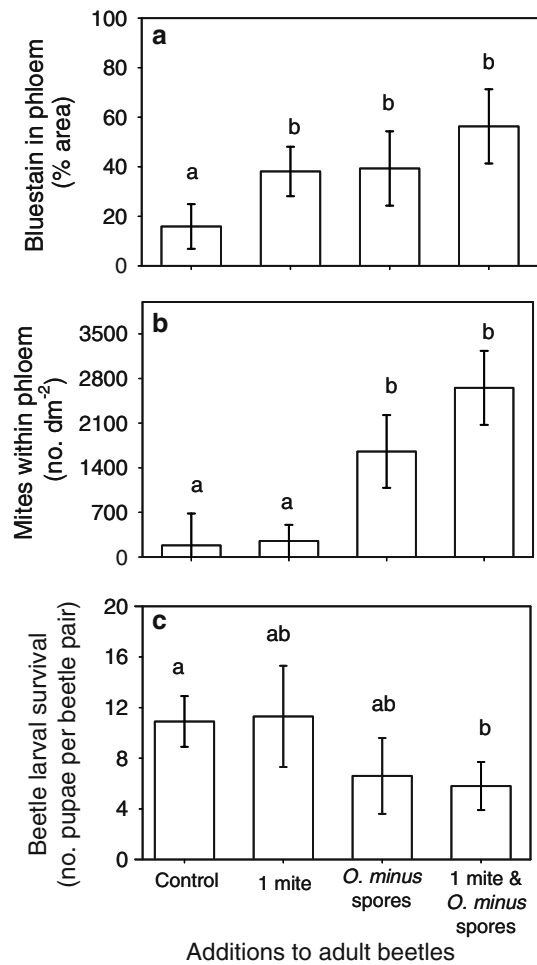 a
Bluestain in phloem
(% area)
100
80
60
40
20
0
a
b
b
b
b
Mites within phloem
(no. dm-2)
3500
2800
2100
1400
700
0
a
a
b
b
c
Beetle larval survival
(no. pupae per beetle pair)
20
16
12
8
4
0
a
ab
ab
b
Control
1 mite
O. minus
spores
1 mite &
O. minus
spores
Additions to adult beetles